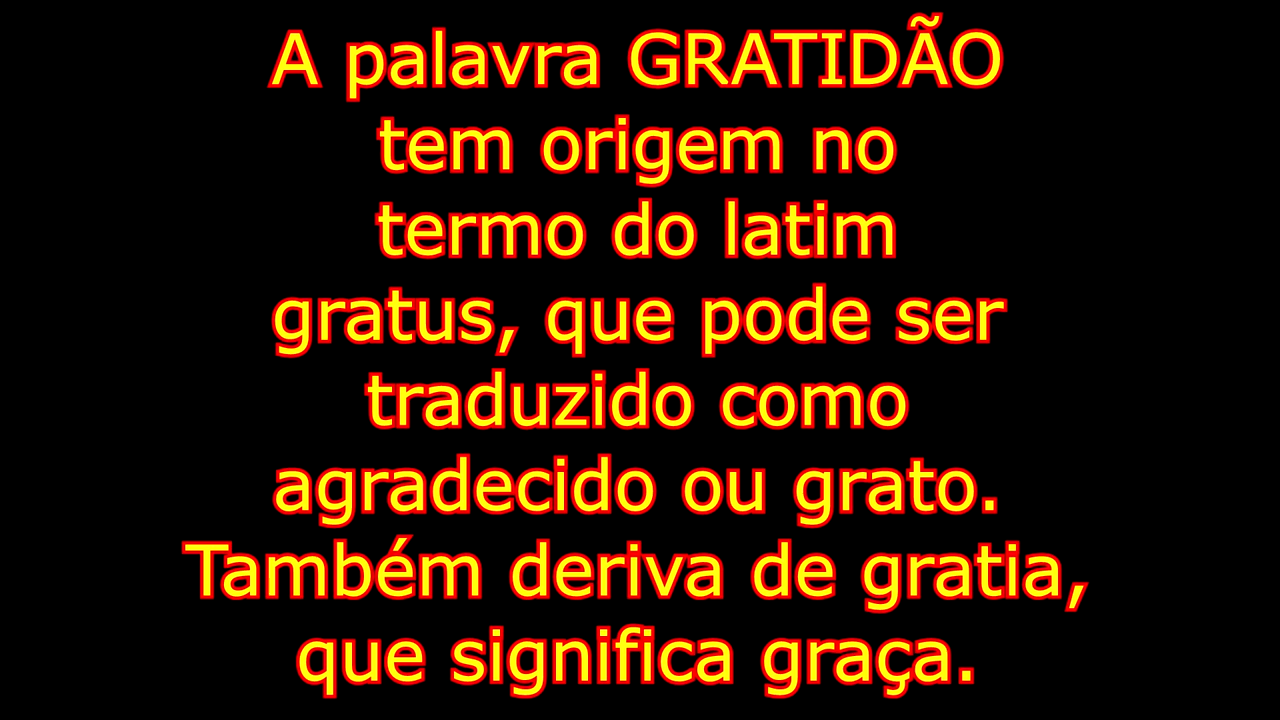 A palavra GRATIDÃO
tem origem no
termo do latim
gratus, que pode ser
traduzido como
agradecido ou grato.
Também deriva de gratia,
que significa graça.